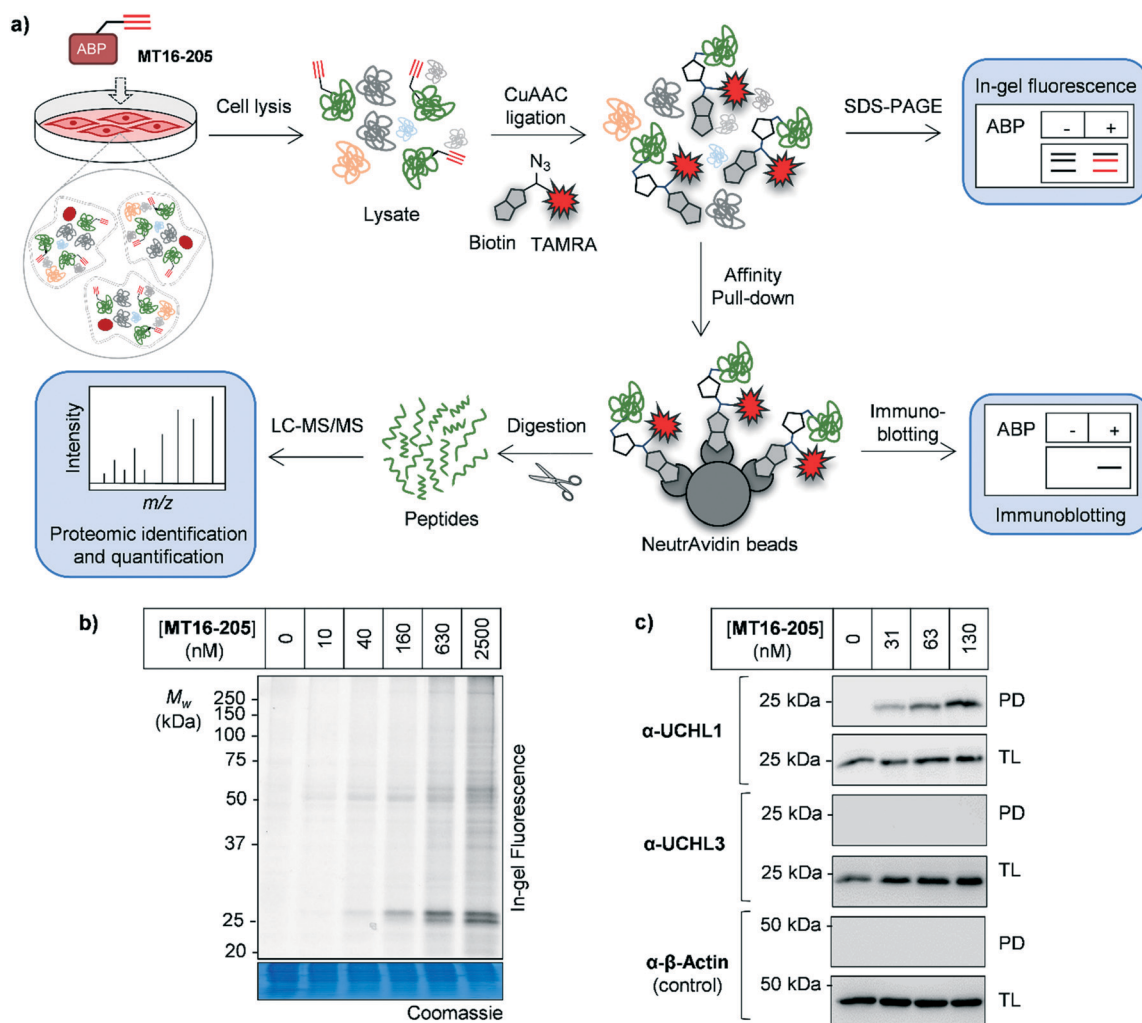 a)
ABP
MT16-205
Cell lysis
Lysate
CuAAC
ligation
N3
Biotin
TAMRA
SDS-PAGE
In-gel fluorescence
ABP
-
+
Affinity
Pull-down
Intensity
m/z
Proteomic identification
and quantification
LC-MS/MS
Peptides
Digestion
NeutrAvidin beads
Immuno-
blotting
ABP
-
+
Immunoblotting
b)
[MT16-205]
(nM)
0
10
40
160
630
2500
Mw
(kDa)
250
150
100
75
50
37
25
20
In-gel Fluorescence
Coomassie
c)
[MT16-205]
(nM)
0
31
63
130
α-UCHL1
25 kDa
PD
25 kDa
TL
α-UCHL3
25 kDa
PD
25 kDa
TL
α-β-Actin
(control)
50 kDa
PD
50 kDa
TL